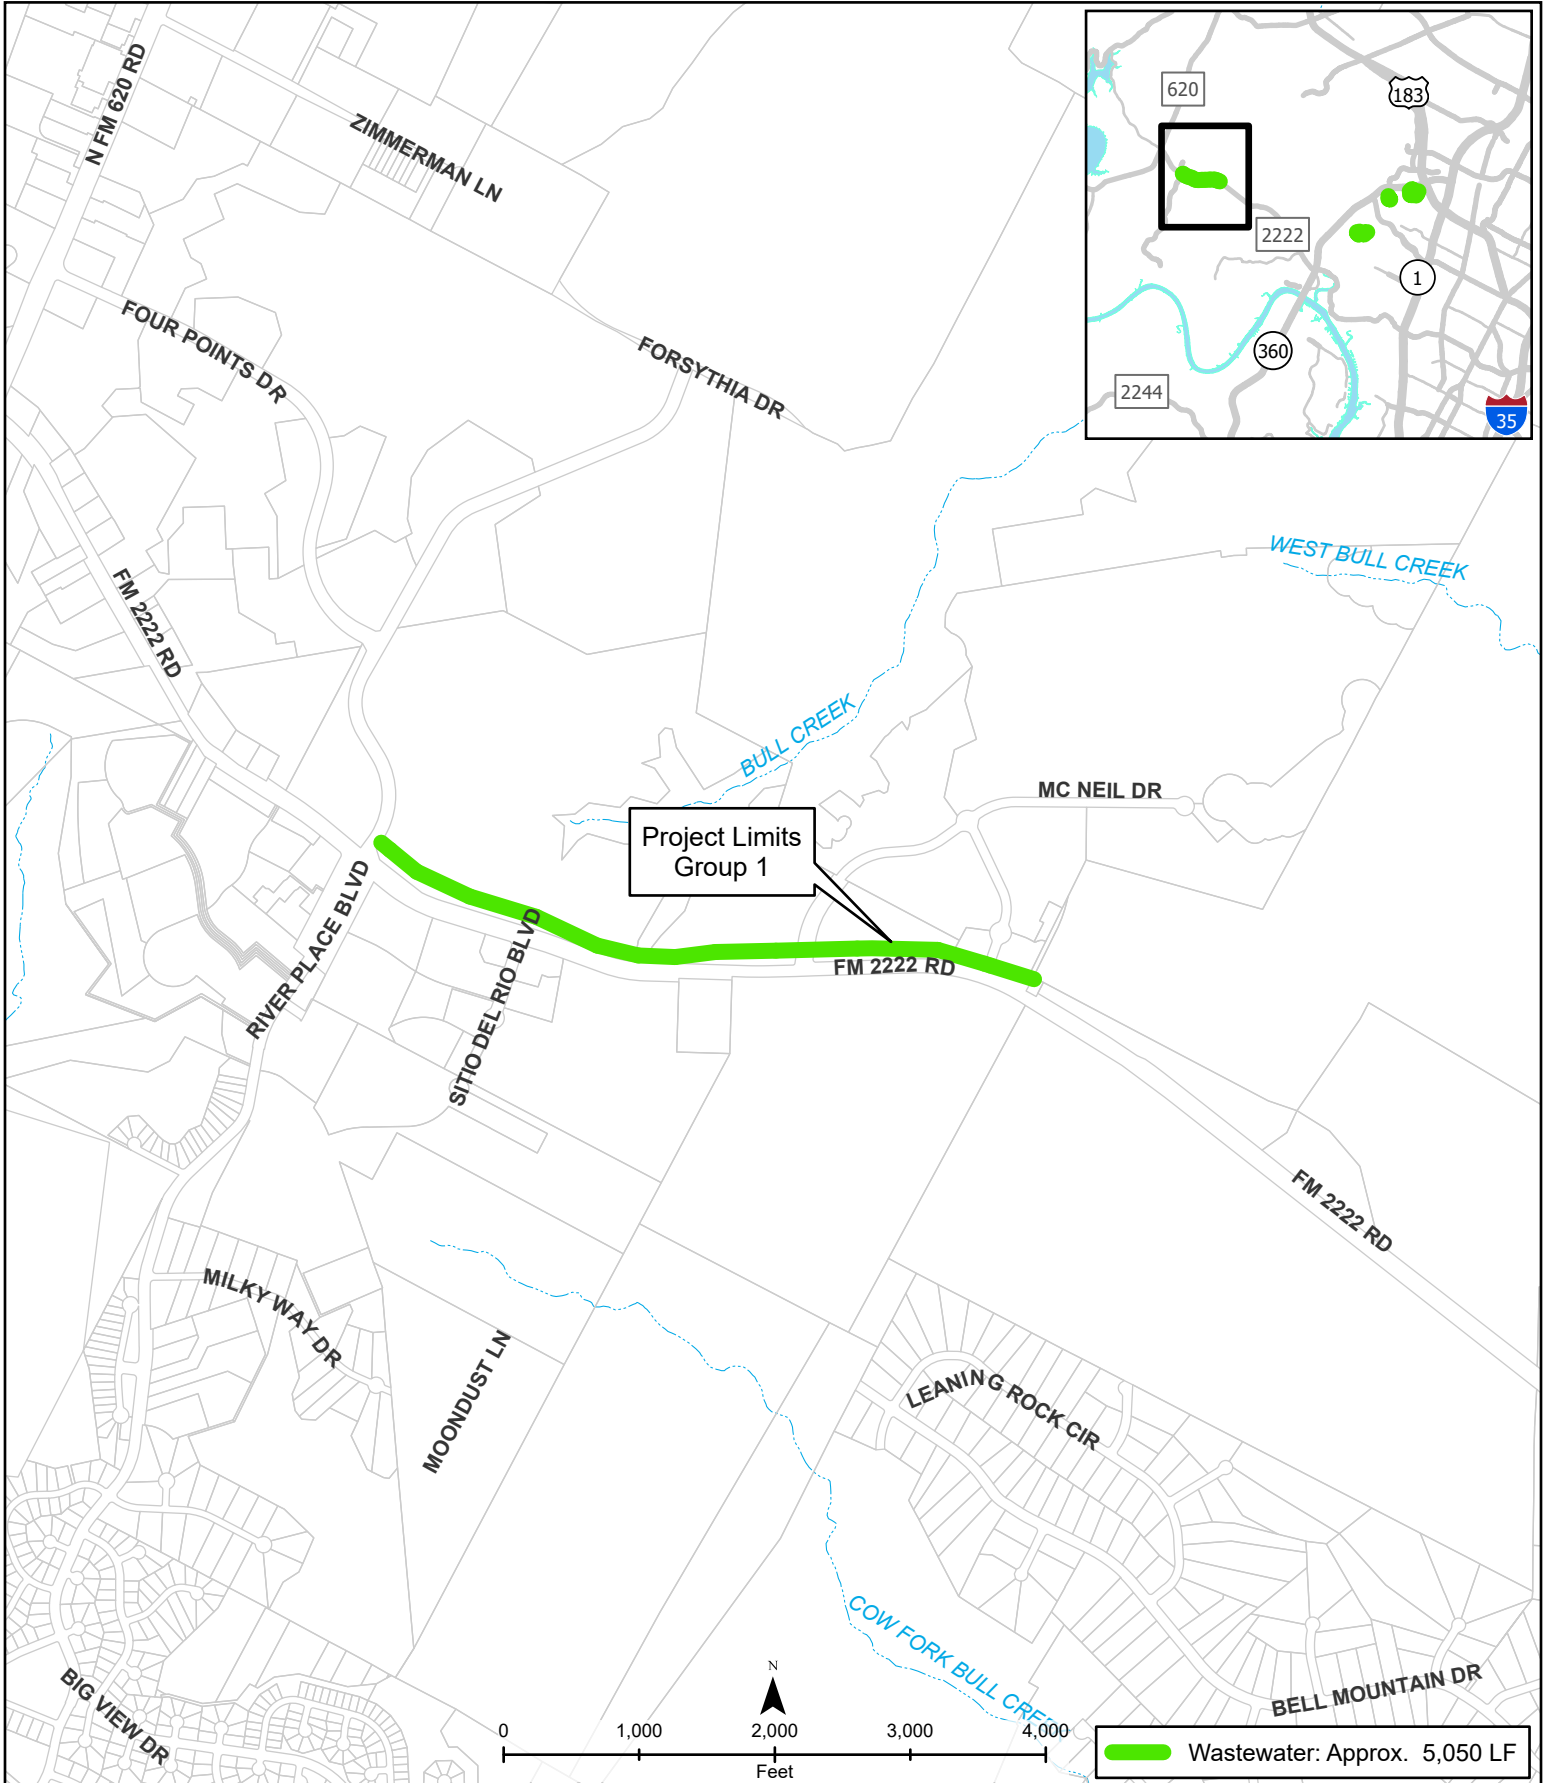 N FM 620 RD
ZIMMERMAN LN
620
183
2222
1
360
2244
35
FOUR POINTS DR
FORSYTHIA DR
WEST BULL CREEK
FM 2222 RD
BULL CREEK
MC NEIL DR
Project Limits
Group 1
RIVER PLACE BLVD
SITIO DEL RIO BLVD
FM 2222 RD
FM 2222 RD
MILKY WAY DR
MOONDUST LN
LEANING ROCK CIR
COW FORK BULL CREE
BIG VIEW DR
BELL MOUNTAIN DR
N
0 1,000 2,000 3,000 4,000
Feet
Wastewater: Approx. 5,050 LF